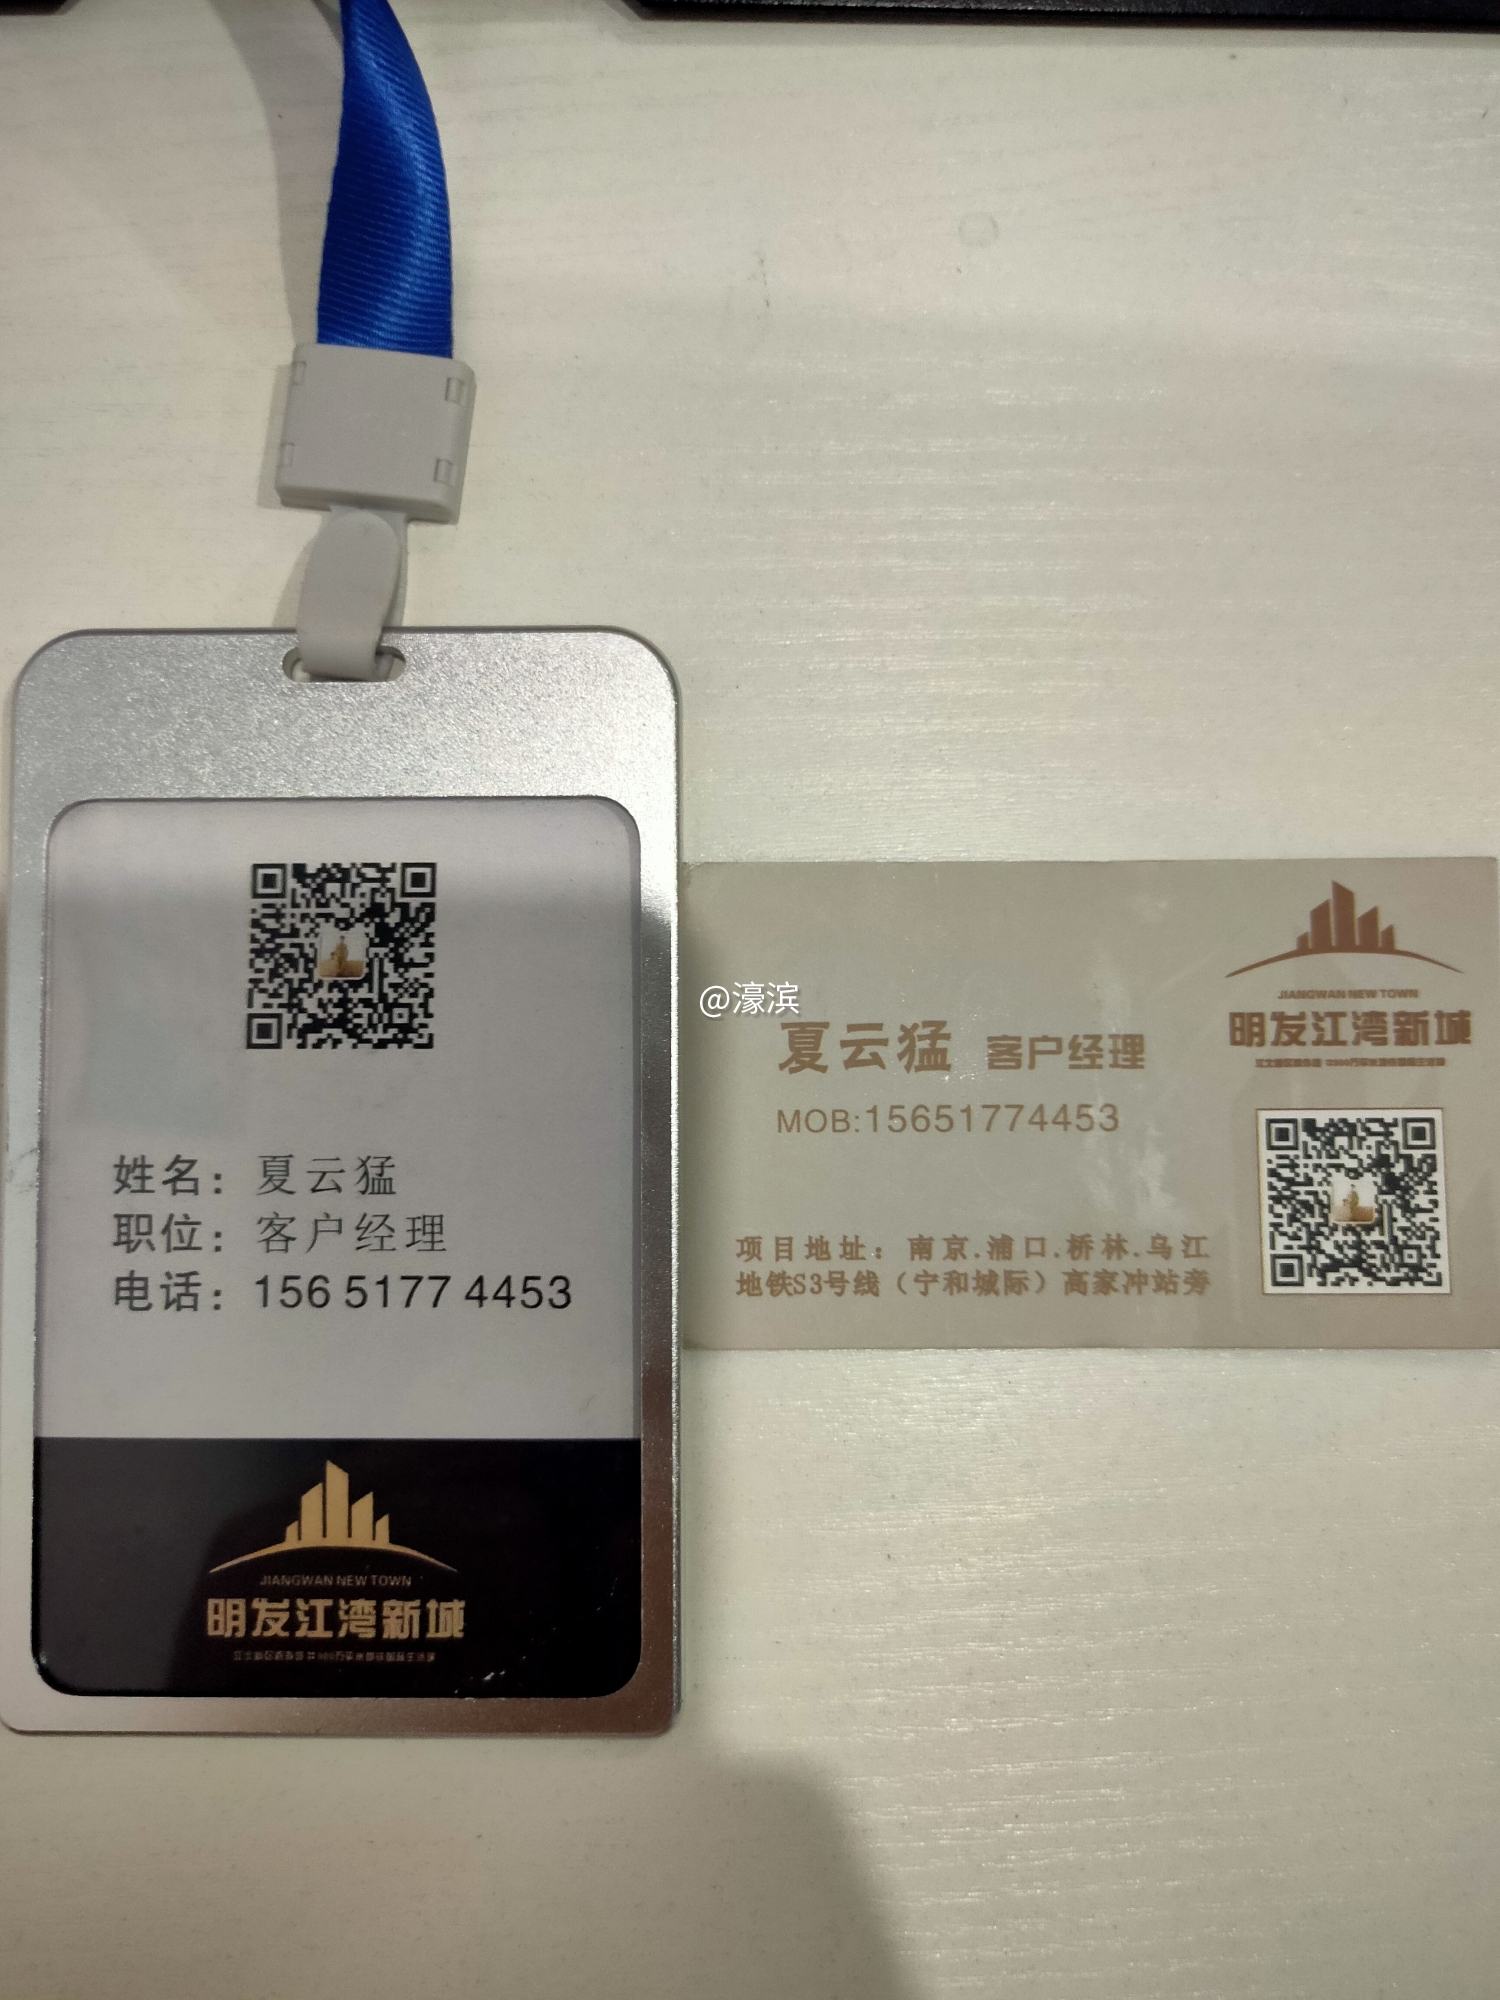 姓名：夏云猛
职位：客户经理
电话：156 5177 4453
JIANGWAN NEW TOWN
明发江湾新城
@濠滨
JIANGWAN NEW TOWN
明发江湾新城
夏云猛 客户经理
MOB:15651774453
项目地址：南京.浦口.桥林.乌江
地铁S3号线（宁和城际）高家冲站旁